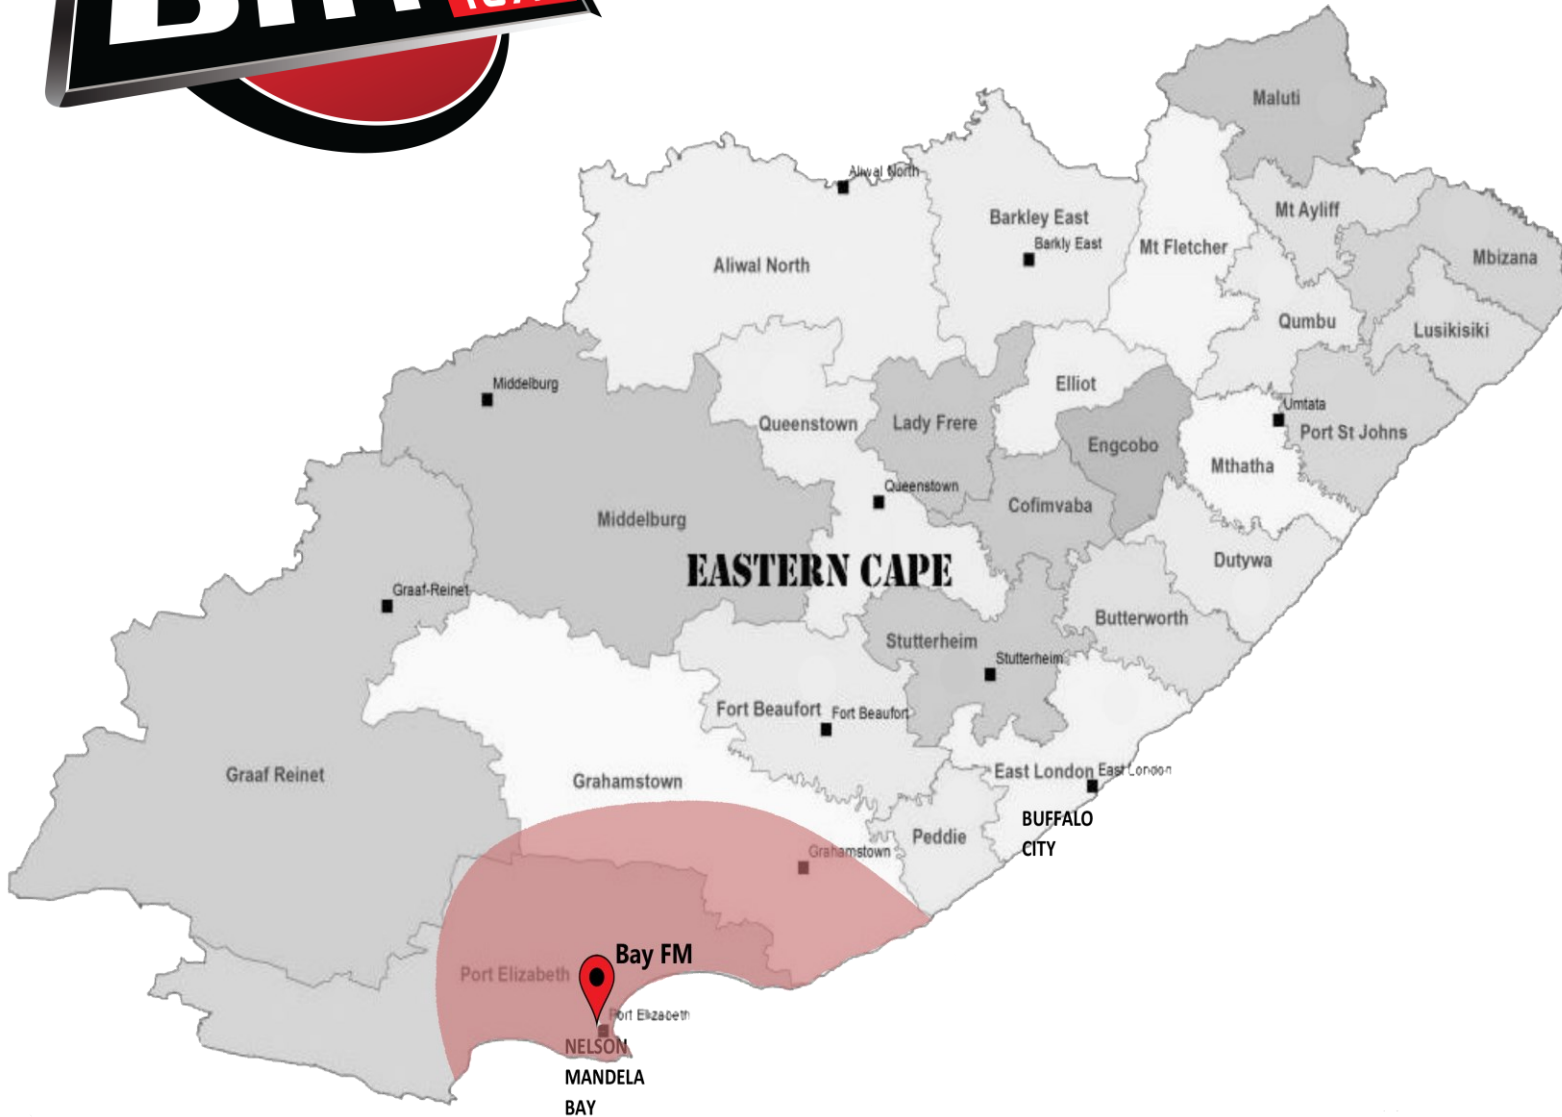 Maluti
Aliwal North
Mt Ayliff
Barkley East
Barkly East
Mt Fletcher
Mbizana
Aliwal North
Qumbu
Lusikisiki
Middelburg
Elliot
Umtata
Queenstown
Lady Frere
Port St Johns
Engcobo
Mthatha
Queenstown
Cofimvaba
Middelburg
EASTERN CAPE
Dutywa
Graaf-Reinet
Butterworth
Stutterheim
Stutterheim
Fort Beaufort
Fort Beaufort
Graaf Reinet
Grahamstown
East London
East London
BUFFALO
CITY
Peddie
Grahamstown
Bay FM
Port Elizabeth
Port Elizabeth
NELSON
MANDELA
BAY